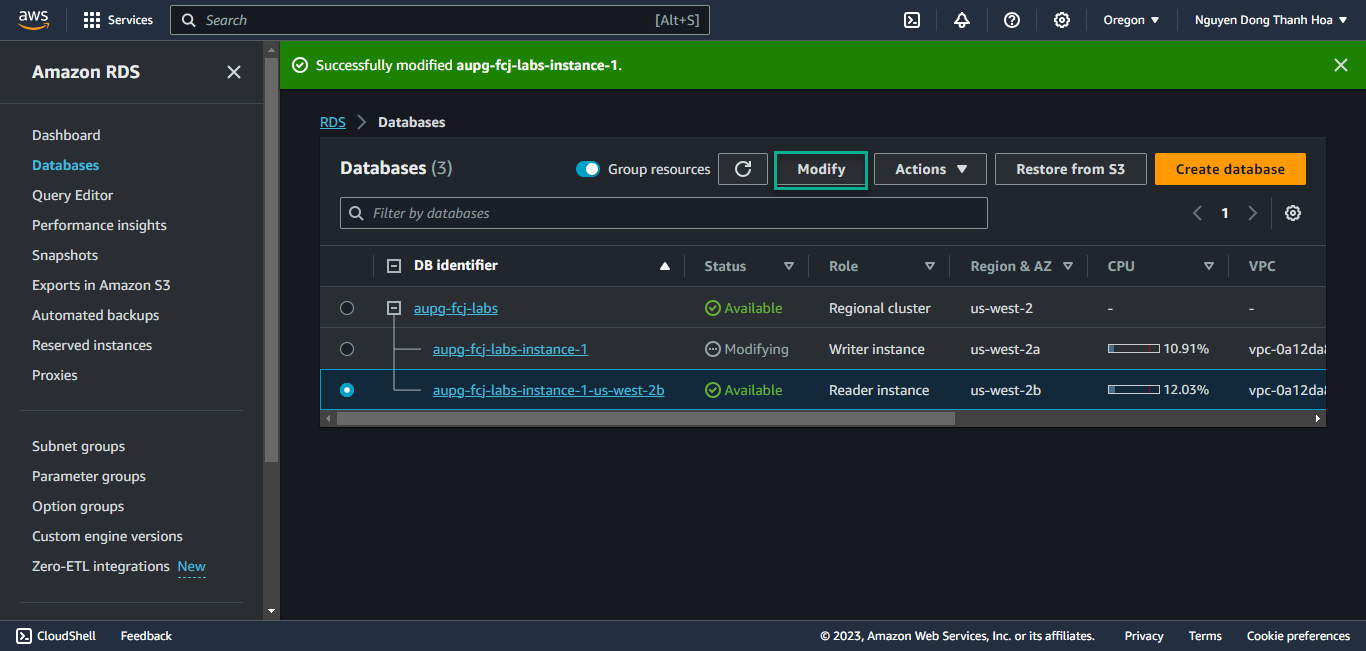 aws Services Search [Alt+S] Oregon Nguyen Dong Thanh Hoa
Amazon RDS
Dashboard
Databases
Query Editor
Performance insights
Snapshots
Exports in Amazon S3
Automated backups
Reserved instances
Proxies
Subnet groups
Parameter groups
Option groups
Custom engine versions
Zero-ETL integrations New
Successfully modified aupg-fcj-labs-instance-1.
RDS Databases
Databases (3) Group resources Modify Actions Restore from S3 Create database
Filter by databases 1
DB identifier Status Role Region & AZ CPU VPC
aupg-fcj-labs Available Regional cluster us-west-2 - -
aupg-fcj-labs-instance-1 Modifying Writer instance us-west-2a 10.91% vpc-0a12da8
aupg-fcj-labs-instance-1-us-west-2b Available Reader instance us-west-2b 12.03% vpc-0a12da8
CloudShell Feedback © 2023, Amazon Web Services, Inc. or its affiliates. Privacy Terms Cookie preferences